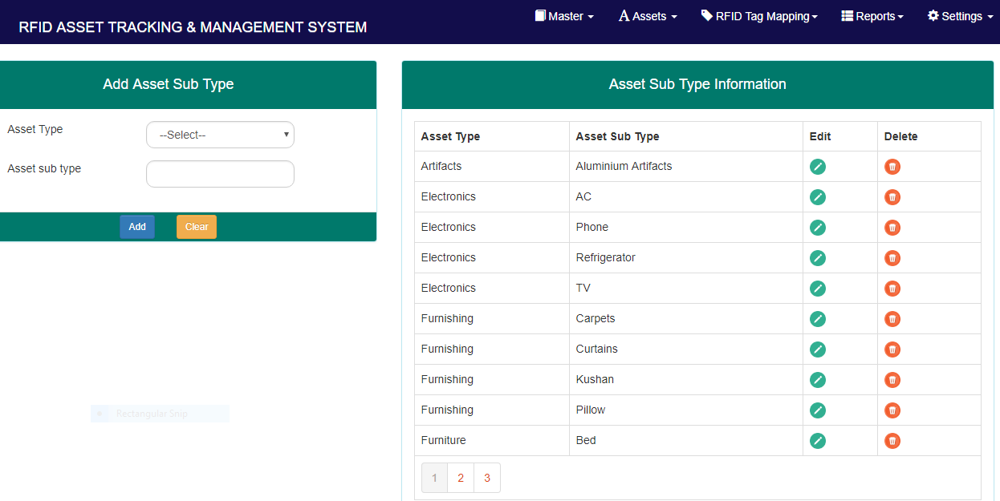 RFID ASSET TRACKING & MANAGEMENT SYSTEM
Master Assets RFID Tag Mapping Reports Settings
Add Asset Sub Type
Asset Type --Select--
Asset sub type
Add Clear
Rectangular Snip
Asset Sub Type Information
Asset Type Asset Sub Type Edit Delete
Artifacts Aluminium Artifacts
Electronics AC
Electronics Phone
Electronics Refrigerator
Electronics TV
Furnishing Carpets
Furnishing Curtains
Furnishing Kushan
Furnishing Pillow
Furniture Bed
1 2 3